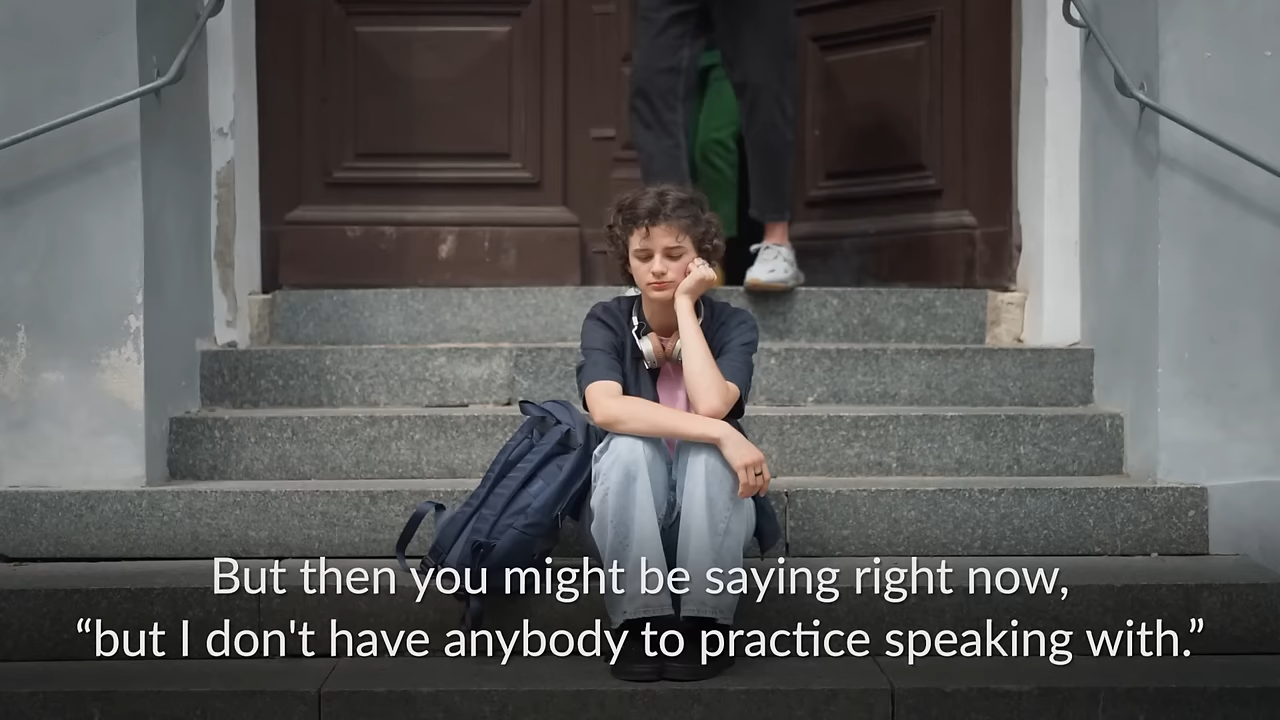 But then you might be saying right now,
“but I don't have anybody to practice speaking with.”